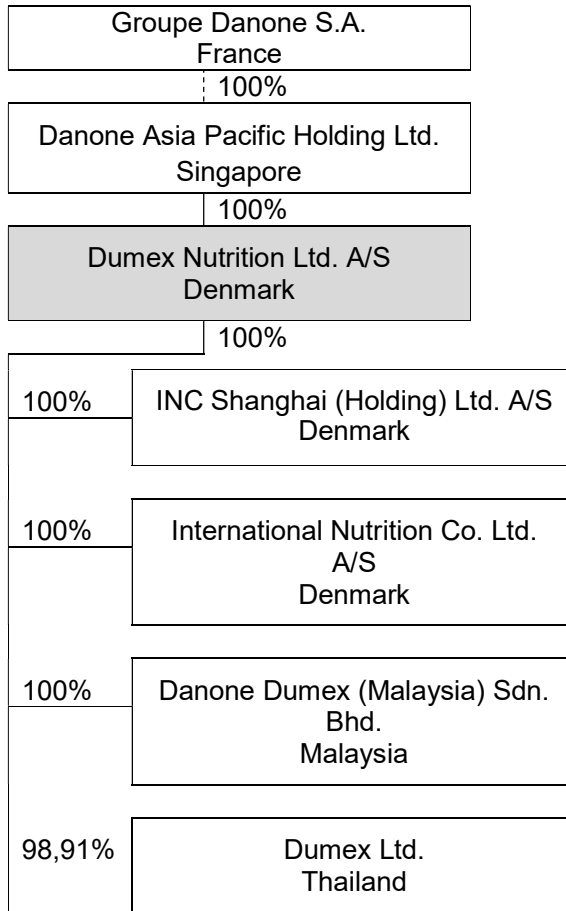 Groupe Danone S.A.
France
100%
Danone Asia Pacific Holding Ltd.
Singapore
100%
Dumex Nutrition Ltd. A/S
Denmark
100%
100%
INC Shanghai (Holding) Ltd. A/S
Denmark
100%
International Nutrition Co. Ltd.
A/S
Denmark
100%
Danone Dumex (Malaysia) Sdn.
Bhd.
Malaysia
98,91%
Dumex Ltd.
Thailand